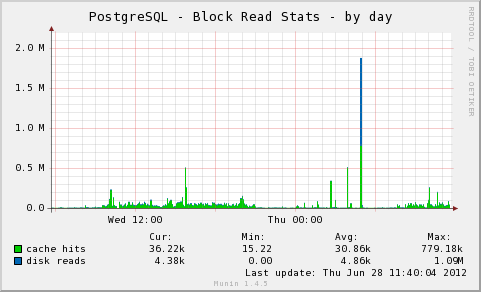 PostgreSQL - Block Read Stats - by day
RRDTOOL / TOBI OETIKER
2.0 M
1.5 M
1.0 M
0.5 M
0.0
Wed 12:00 Thu 00:00
Cur: Min: Avg: Max:
cache hits 36.22k 15.22 30.86k 779.18k
disk reads 4.38k 0.00 4.86k 1.09M
Last update: Thu Jun 28 11:40:04 2012
Munin 1.4.5